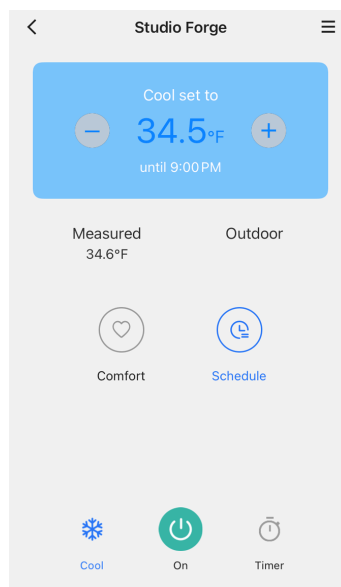 Studio Forge
Cool set to
34.5°F
until 9:00 PM
Measured
Outdoor
34.6°F
Comfort
Schedule
Cool
On
Timer